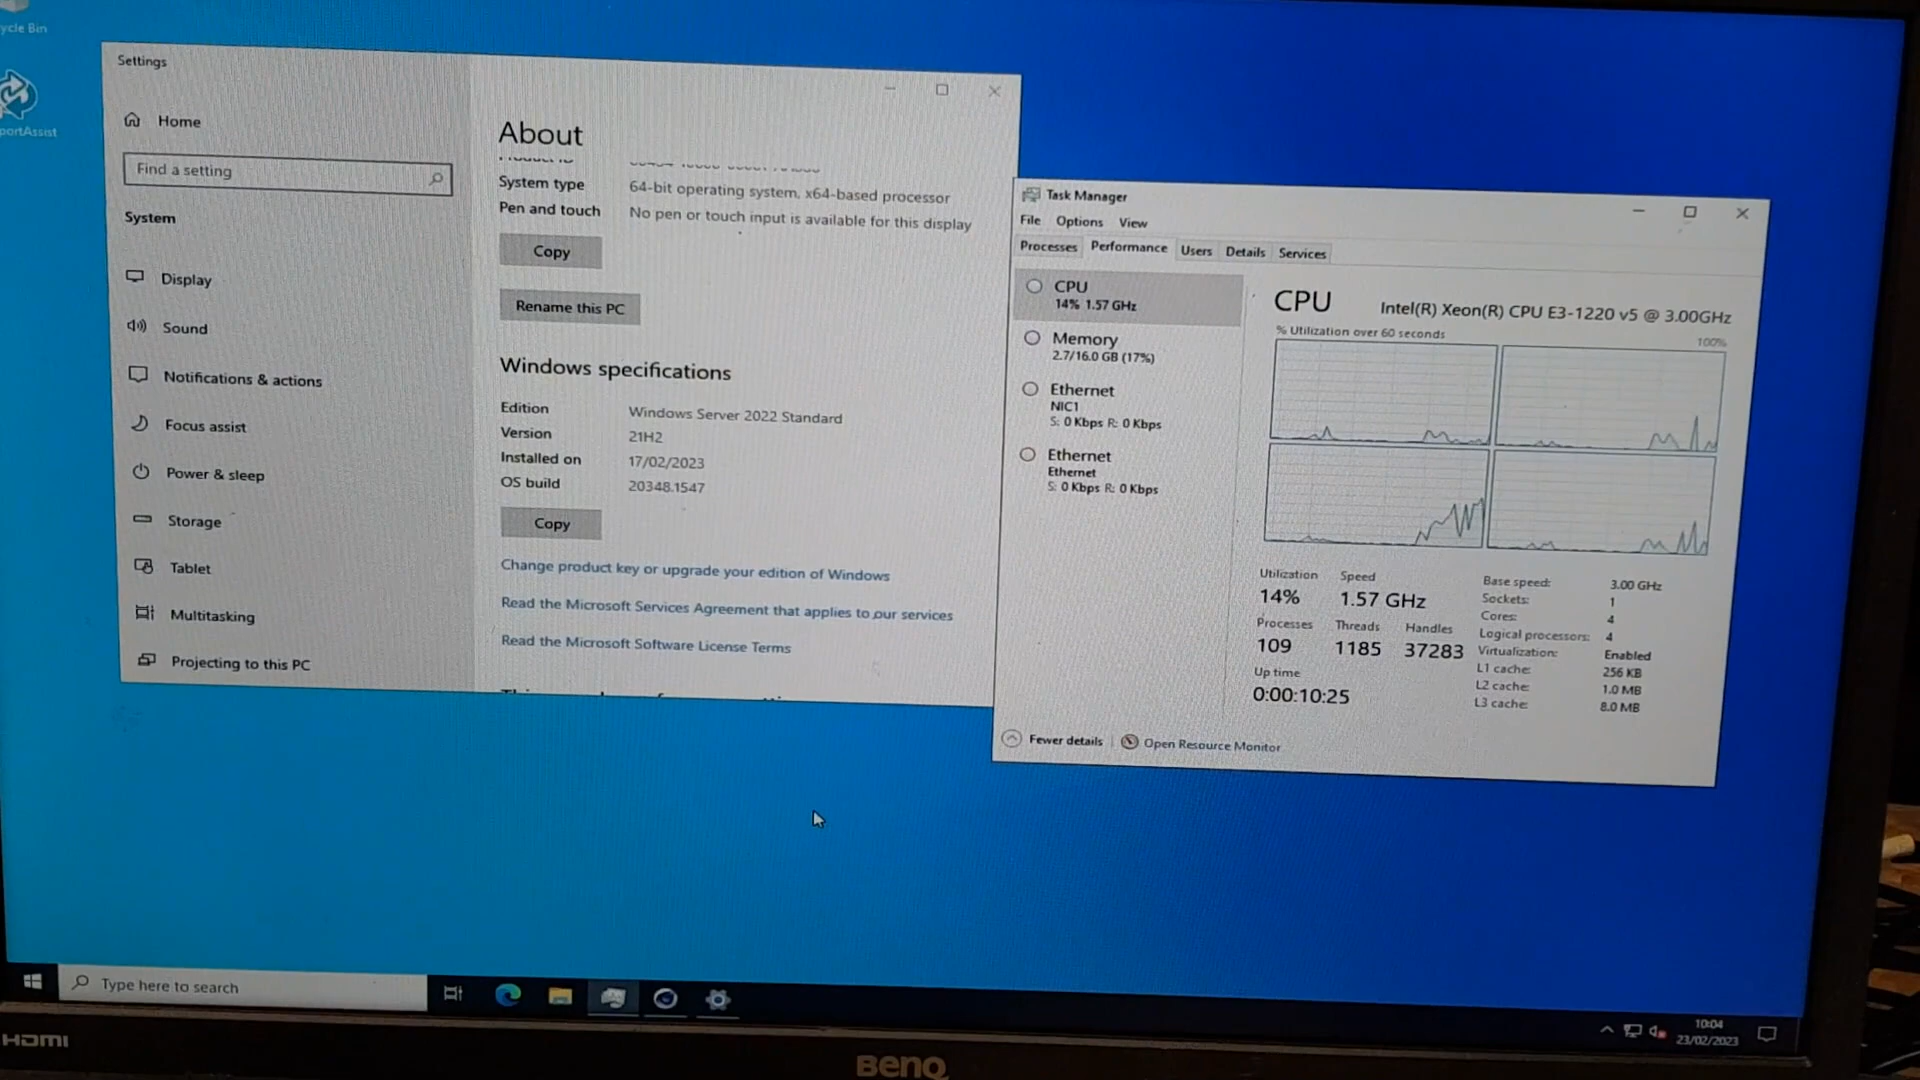 ycle Bin
portAssist
Settings
Home
Find a setting
System
Display
Sound
Notifications & actions
Focus assist
Power & sleep
Storage
Tablet
Multitasking
Projecting to this PC
About
System type 64-bit operating system, x64-based processor
Pen and touch No pen or touch input is available for this display
Copy
Rename this PC
Windows specifications
Edition Windows Server 2022 Standard
Version 21H2
Installed on 17/02/2023
OS build 20348.1547
Copy
Change product key or upgrade your edition of Windows
Read the Microsoft Services Agreement that applies to our services
Read the Microsoft Software License Terms
Task Manager
File Options View
Processes Performance Users Details Services
CPU
14% 1.57 GHz
Memory
2.7/16.0 GB (17%)
Ethernet
NIC1
S: 0 Kbps R: 0 Kbps
Ethernet
Ethernet
S: 0 Kbps R: 0 Kbps
CPU Intel(R) Xeon(R) CPU E3-1220 v5 @ 3.00GHz
% Utilization over 60 seconds 100%
Utilization Speed
14% 1.57 GHz
Processes Threads Handles
109 1185 37283
Up time
0:00:10:25
Base speed: 3.00 GHz
Sockets: 1
Cores: 4
Logical processors: 4
Virtualization: Enabled
L1 cache: 256 KB
L2 cache: 1.0 MB
L3 cache: 8.0 MB
Fewer details Open Resource Monitor
Type here to search
10:04
23/02/2023
HDMI
BenQ